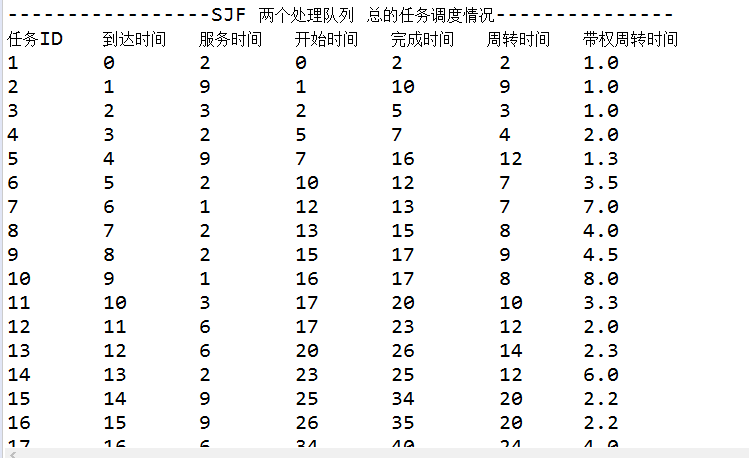 -----------------SJF 两个处理队列 总的任务调度情况---------------
任务ID 到达时间 服务时间 开始时间 完成时间 周转时间 带权周转时间
1 0 2 0 2 2 1.0
2 1 9 1 10 9 1.0
3 2 3 2 5 3 1.0
4 3 2 5 7 4 2.0
5 4 9 7 16 12 1.3
6 5 2 10 12 7 3.5
7 6 1 12 13 7 7.0
8 7 2 13 15 8 4.0
9 8 2 15 17 9 4.5
10 9 1 16 17 8 8.0
11 10 3 17 20 10 3.3
12 11 6 17 23 12 2.0
13 12 6 20 26 14 2.3
14 13 2 23 25 12 6.0
15 14 9 25 34 20 2.2
16 15 9 26 35 20 2.2
17 16 6 34 40 24 4.0